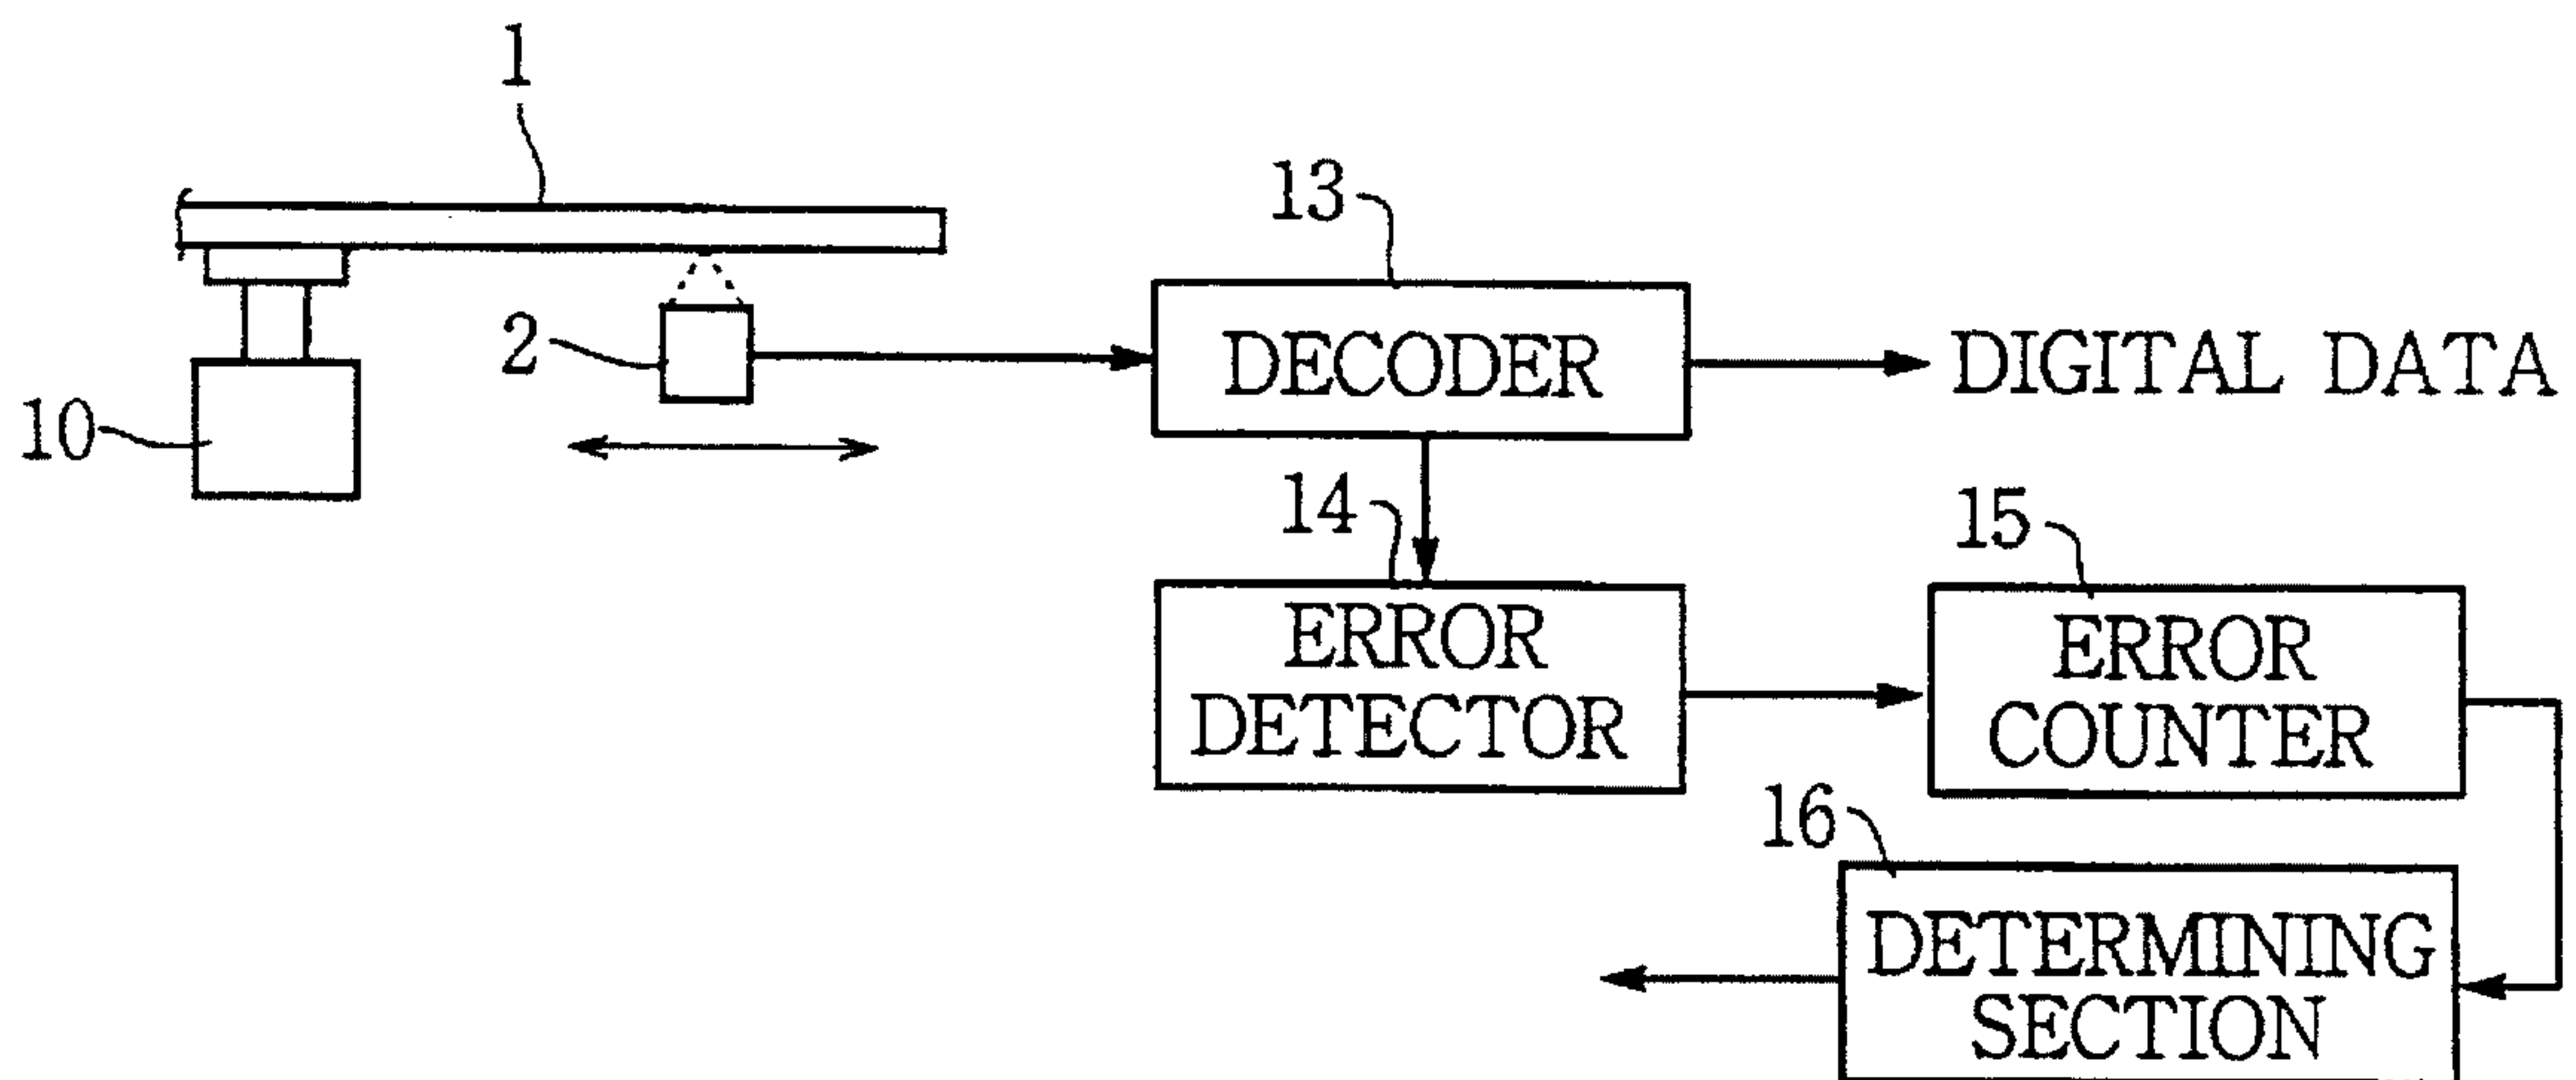 1
13
2
DECODER
DIGITAL DATA
10
14
15
ERROR
DETECTOR
ERROR
COUNTER
16
DETERMINING
SECTION